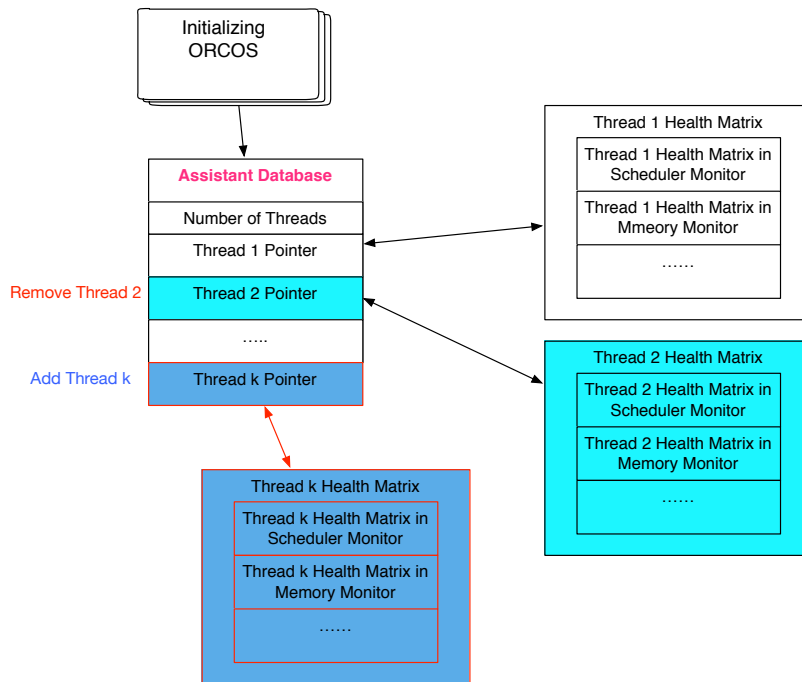 Initializing
ORCOS
Assistant Database
Number of Threads
Thread 1 Pointer
Remove Thread 2
Thread 2 Pointer
.....
Add Thread k
Thread k Pointer
Thread 1 Health Matrix
Thread 1 Health Matrix in
Scheduler Monitor
Thread 1 Health Matrix in
Mmeory Monitor
......
Thread 2 Health Matrix
Thread 2 Health Matrix in
Scheduler Monitor
Thread 2 Health Matrix in
Memory Monitor
......
Thread k Health Matrix
Thread k Health Matrix in
Scheduler Monitor
Thread k Health Matrix in
Memory Monitor
......